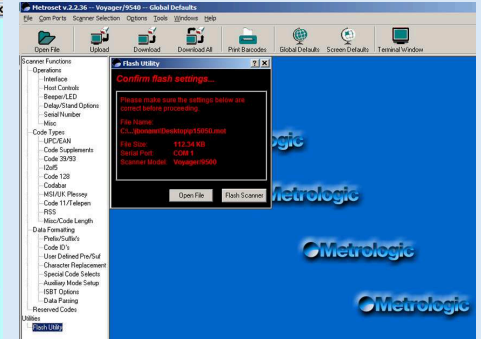 Metroset v.2.2.36 -- Voyager/9540 -- Global Defaults
File Com Ports Scanner Selection Options Tools Windows Help
Open File Upload Download Download All Print Barcodes Global Defaults Screen Defaults Terminal Window
Scanner Functions
Operations
Interface
Host Controls
Beeper/LED
Delay/Stand Options
Serial Number
Misc
Code Types
UPC/EAN
Code Supplements
Code 39/93
I2of5
Code 128
Codabar
MSI/UK Plessey
Code 11/Telepen
RSS
Misc/Code Length
Data Formatting
Prefix/Suffix's
Code ID's
User Defined Pre/Suf
Character Replacement
Special Code Selects
Auxiliary Mode Setup
ISBT Options
Data Parsing
Reserved Codes
Utilities
Flash Utility
Flash Utility
Confirm flash settings...
Please make sure the settings below are
correct before proceeding.
File Name:
File Size: 112.54 KB
Serial Port: COM 1
Scanner Model: Voyager/9500
Open File Flash Scanner
ogic
Metrologic
Metrologic
Metrologic